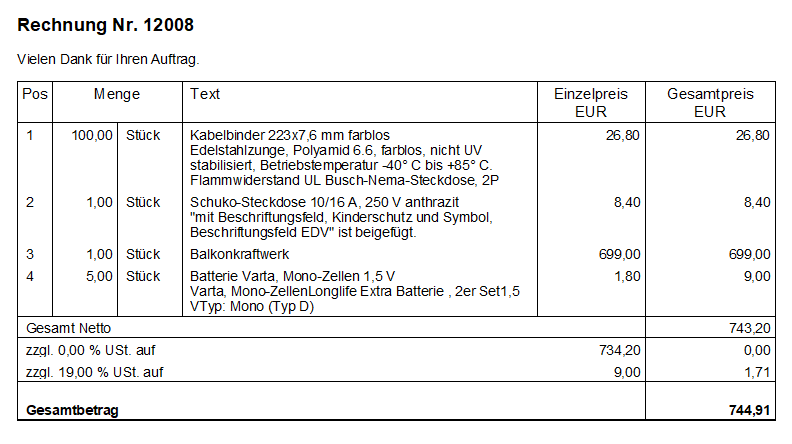 Rechnung Nr. 12008
Vielen Dank für Ihren Auftrag.
Pos Menge Text Einzelpreis EUR Gesamtpreis EUR
1 100,00 Stück Kabelbinder 223x7,6 mm farblos 26,80 26,80
Edelstahlzunge, Polyamid 6.6, farblos, nicht UV
stabilisiert, Betriebstemperatur -40° C bis +85° C.
Flammwiderstand UL Busch-Nema-Steckdose, 2P
2 1,00 Stück Schuko-Steckdose 10/16 A, 250 V anthrazit 8,40 8,40
"mit Beschriftungsfeld, Kinderschutz und Symbol,
Beschriftungsfeld EDV" ist beigefügt.
3 1,00 Stück Balkonkraftwerk 699,00 699,00
4 5,00 Stück Batterie Varta, Mono-Zellen 1,5 V 1,80 9,00
Varta, Mono-ZellenLonglife Extra Batterie , 2er Set1,5
VTyp: Mono (Typ D)
Gesamt Netto 743,20
zzgl. 0,00 % USt. auf 734,20 0,00
zzgl. 19,00 % USt. auf 9,00 1,71
Gesamtbetrag 744,91